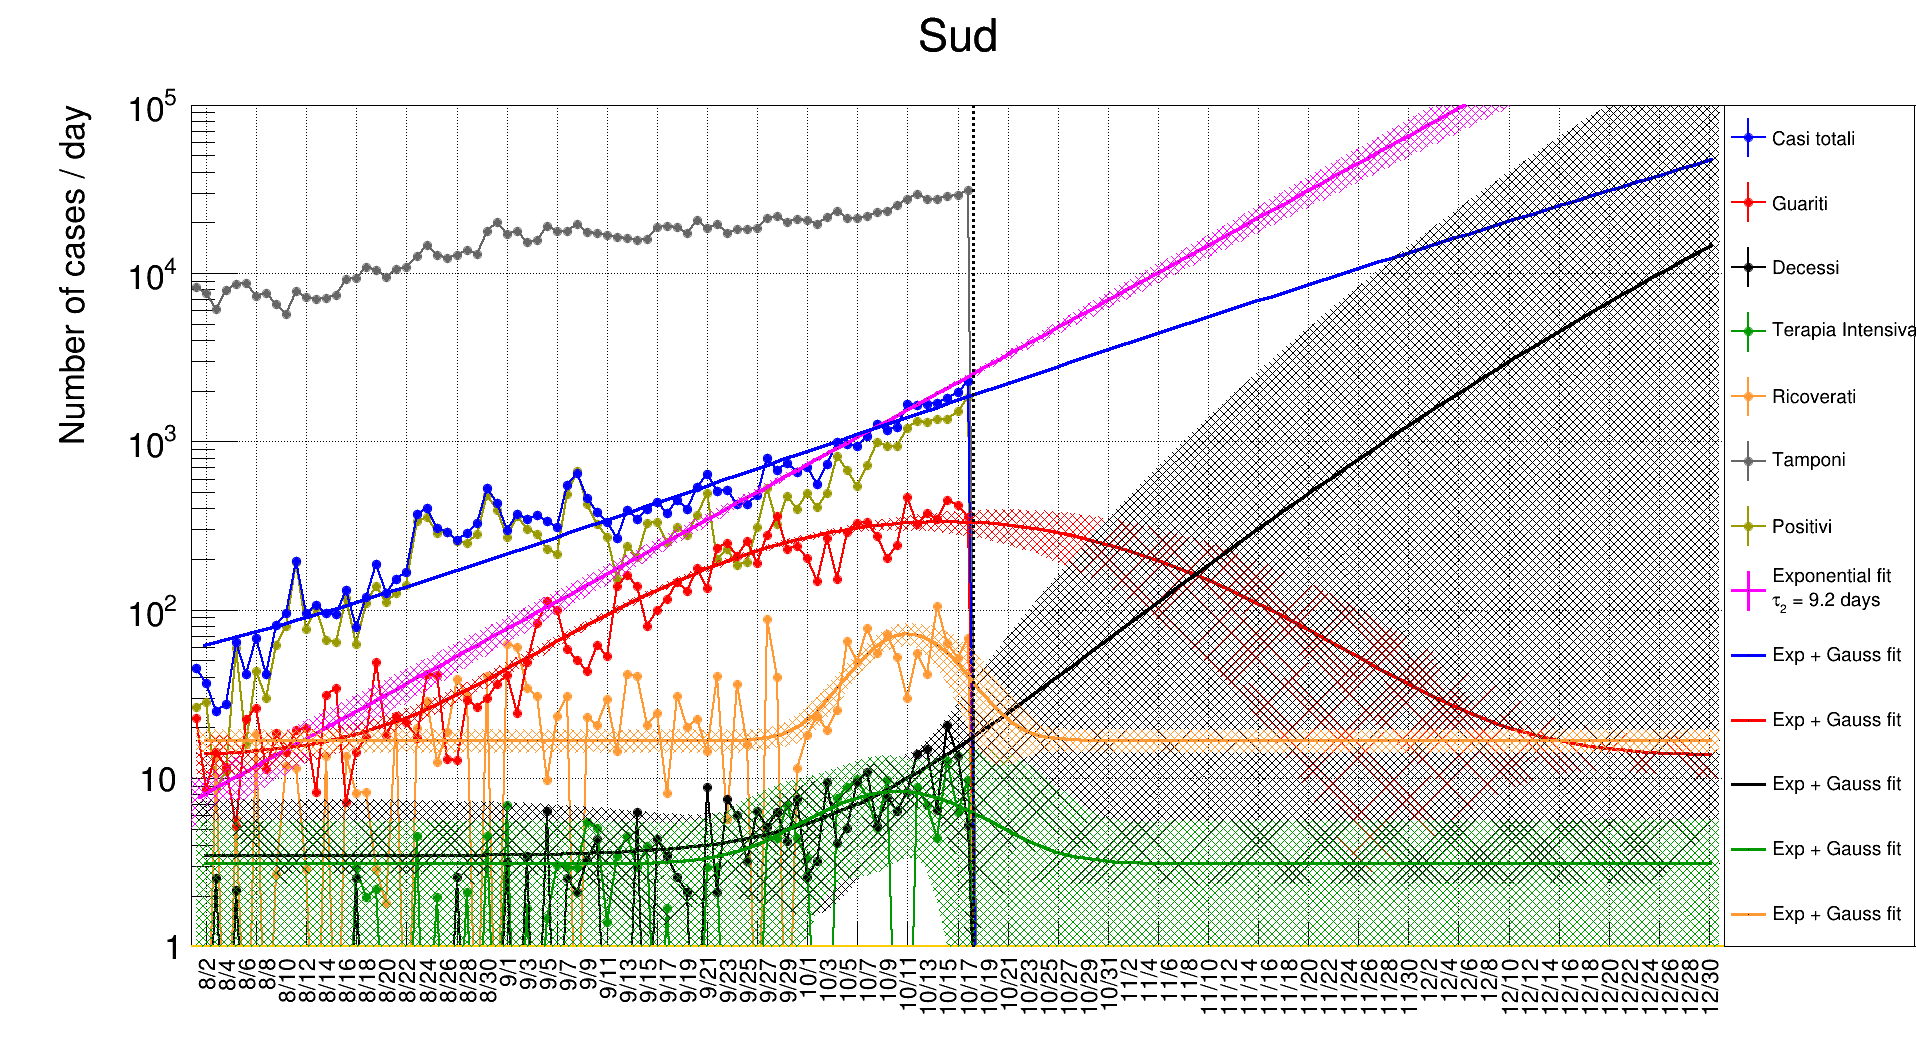 Sud
Number of cases / day
10^5
10^4
10^3
10^2
10
1
8/2 8/4 8/6 8/8 8/10 8/12 8/14 8/16 8/18 8/20 8/22 8/24 8/26 8/28 8/30 9/1 9/3 9/5 9/7 9/9 9/11 9/13 9/15 9/17 9/19 9/21 9/23 9/25 9/27 9/29 10/1 10/3 10/5 10/7 10/9 10/11 10/13 10/15 10/17 10/19 10/21 10/23 10/25 10/27 10/29 10/31 11/2 11/4 11/6 11/8 11/10 11/12 11/14 11/16 11/18 11/20 11/22 11/24 11/26 11/28 11/30 12/2 12/4 12/6 12/8 12/10 12/12 12/14 12/16 12/18 12/20 12/22 12/24 12/26 12/28 12/30
Casi totali
Guariti
Decessi
Terapia Intensiva
Ricoverati
Tamponi
Positivi
Exponential fit
τ2 = 9.2 days
Exp + Gauss fit
Exp + Gauss fit
Exp + Gauss fit
Exp + Gauss fit
Exp + Gauss fit